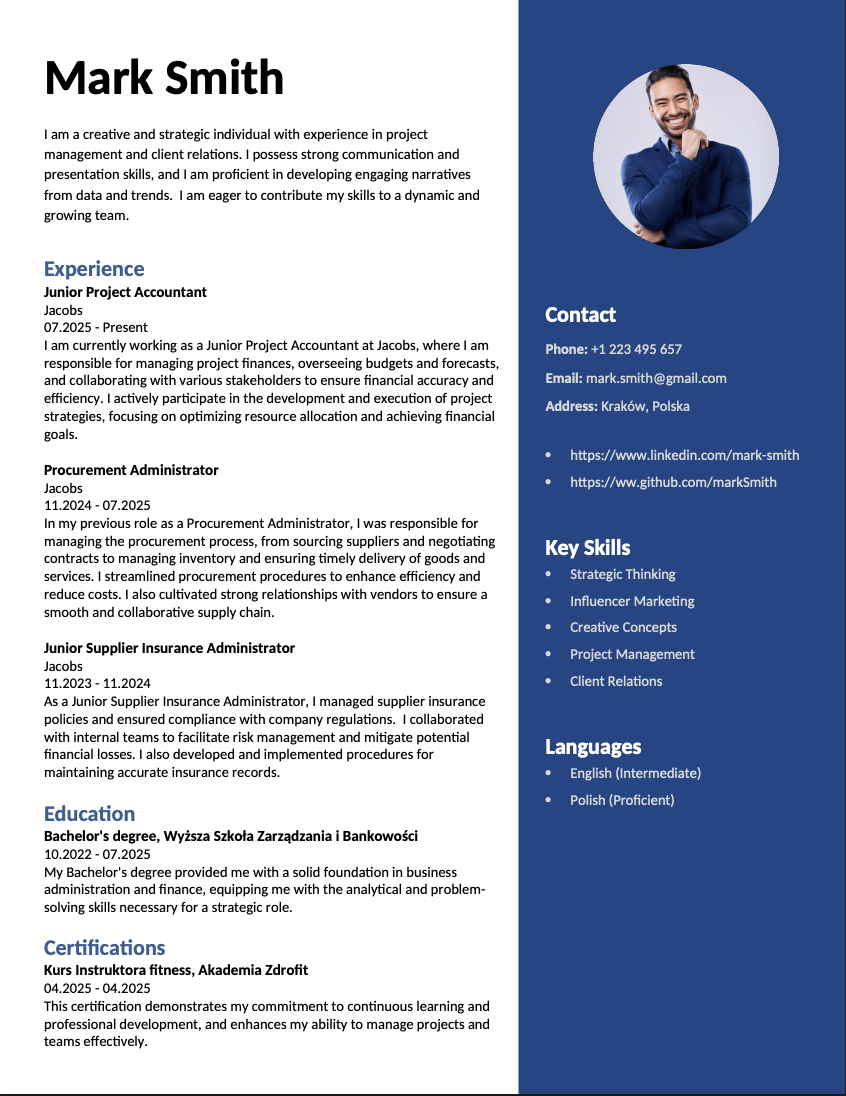 Mark Smith
I am a creative and strategic individual with experience in project
management and client relations. I possess strong communication and
presentation skills, and I am proficient in developing engaging narratives
from data and trends.  I am eager to contribute my skills to a dynamic and
growing team.
Experience
Junior Project Accountant
Jacobs
07.2025 - Present
I am currently working as a Junior Project Accountant at Jacobs, where I am
responsible for managing project finances, overseeing budgets and forecasts,
and collaborating with various stakeholders to ensure financial accuracy and
efficiency. I actively participate in the development and execution of project
strategies, focusing on optimizing resource allocation and achieving financial
goals.
Procurement Administrator
Jacobs
11.2024 - 07.2025
In my previous role as a Procurement Administrator, I was responsible for
managing the procurement process, from sourcing suppliers and negotiating
contracts to managing inventory and ensuring timely delivery of goods and
services. I streamlined procurement procedures to enhance efficiency and
reduce costs. I also cultivated strong relationships with vendors to ensure a
smooth and collaborative supply chain.
Junior Supplier Insurance Administrator
Jacobs
11.2023 - 11.2024
As a Junior Supplier Insurance Administrator, I managed supplier insurance
policies and ensured compliance with company regulations.  I collaborated
with internal teams to facilitate risk management and mitigate potential
financial losses. I also developed and implemented procedures for
maintaining accurate insurance records.
Education
Bachelor's degree, Wyższa Szkoła Zarządzania i Bankowości
10.2022 - 07.2025
My Bachelor's degree provided me with a solid foundation in business
administration and finance, equipping me with the analytical and problem-
solving skills necessary for a strategic role.
Certifications
Kurs Instruktora fitness, Akademia Zdrofit
04.2025 - 04.2025
This certification demonstrates my commitment to continuous learning and
professional development, and enhances my ability to manage projects and
teams effectively.
Contact
Phone: +1 223 495 657
Email: mark.smith@gmail.com
Address: Kraków, Polska
• https://www.linkedin.com/mark-smith
• https://ww.github.com/markSmith
Key Skills
• Strategic Thinking
• Influencer Marketing
• Creative Concepts
• Project Management
• Client Relations
Languages
• English (Intermediate)
• Polish (Proficient)